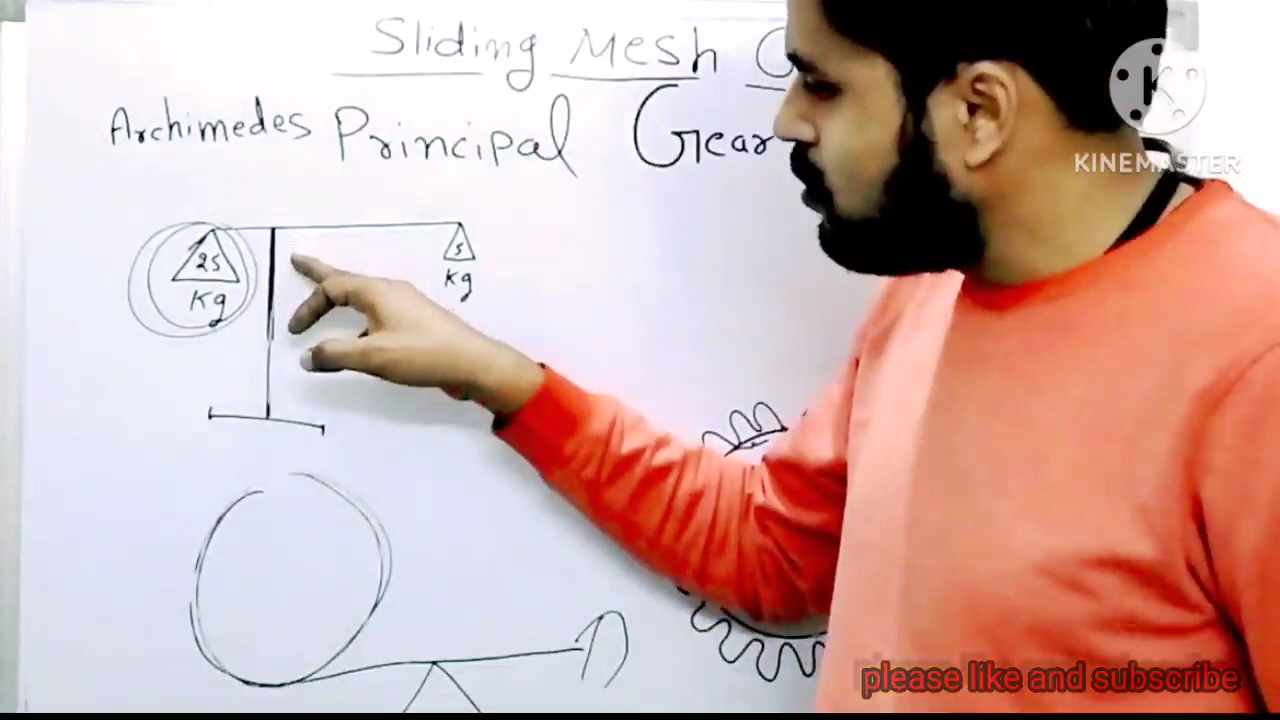 Sliding Mesh G
Archimedes Principal Gear
25
Kg
5
Kg
K
KINEMASTER
please like and subscribe